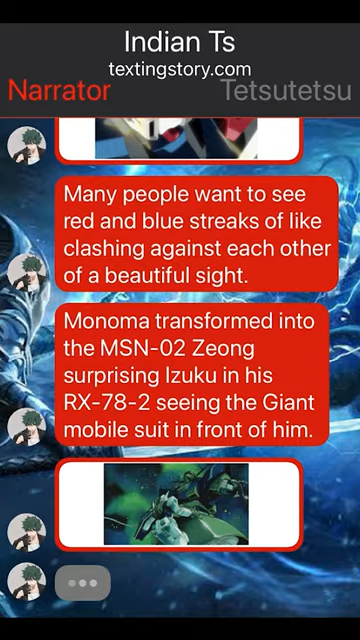 Indian Ts
textingstory.com
Narrator
Tetsutetsu
Many people want to see
red and blue streaks of like
clashing against each other
of a beautiful sight.
Monoma transformed into
the MSN-02 Zeong
surprising Izuku in his
RX-78-2 seeing the Giant
mobile suit in front of him.